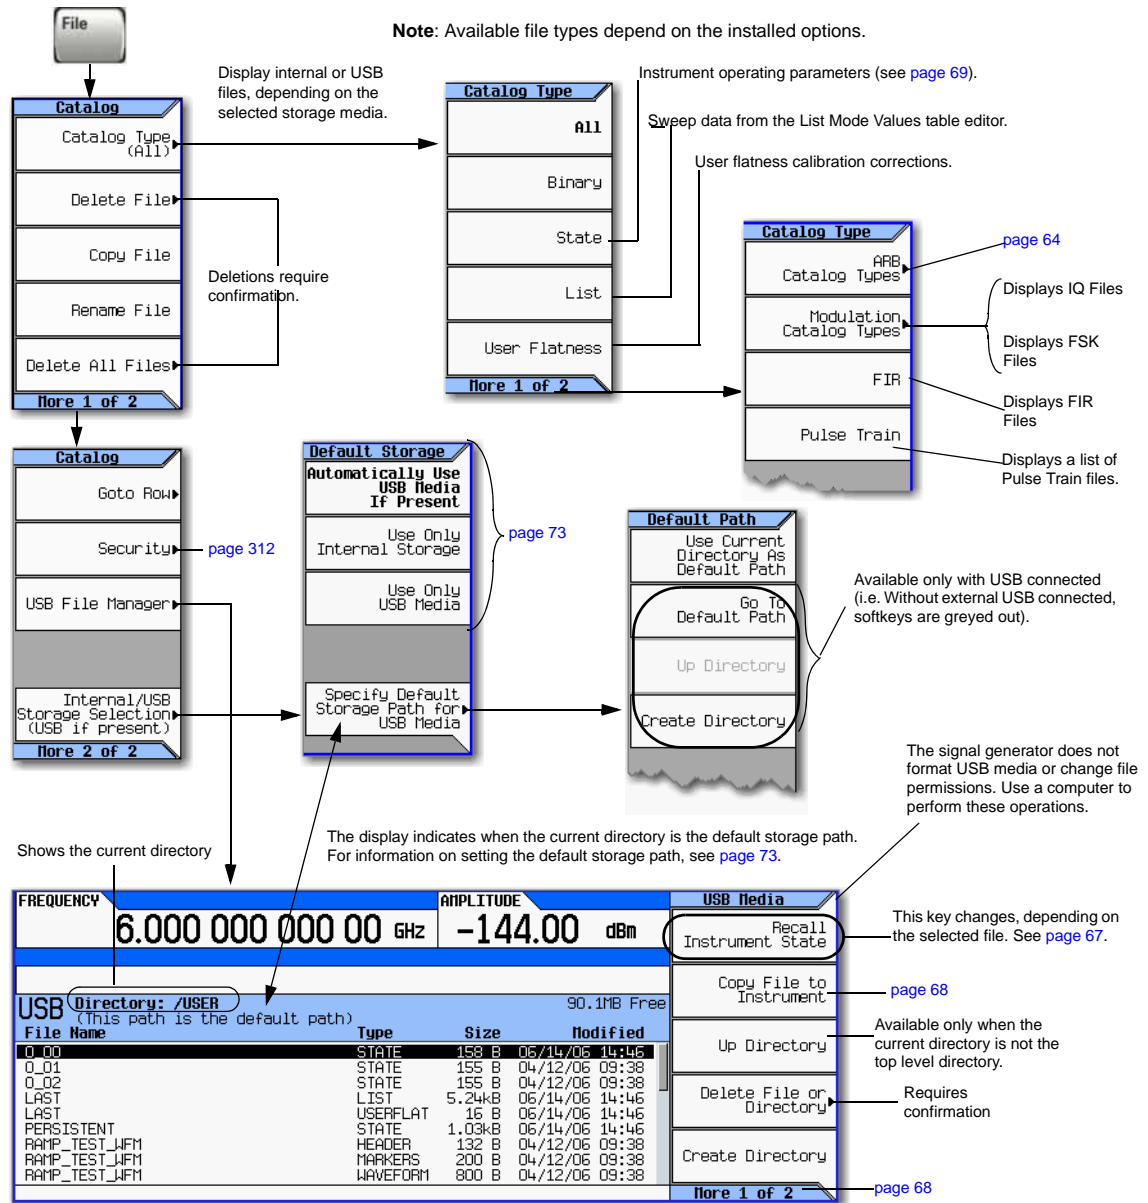 File
Note: Available file types depend on the installed options.
Display internal or USB
files, depending on the
selected storage media.
Catalog
Catalog Type
(All)
Delete File
Copy File
Rename File
Delete All Files
More 1 of 2
Deletions require
confirmation.
Catalog Type
All
Binary
State
List
User Flatness
More 1 of 2
Instrument operating parameters (see page 69).
Sweep data from the List Mode Values table editor.
User flatness calibration corrections.
Catalog Type
ARB
Catalog Types
Modulation
Catalog Types
FIR
Pulse Train
page 64
Displays IQ Files
Displays FSK
Files
Displays FIR
Files
Displays a list of
Pulse Train files.
Catalog
Goto Row
Security
USB File Manager
Internal/USB
Storage Selection
(USB if present)
More 2 of 2
page 312
Default Storage
Automatically Use
USB Media
If Present
Use Only
Internal Storage
Use Only
USB Media
Specify Default
Storage Path for
USB Media
page 73
Default Path
Use Current
Directory As
Default Path
Go To
Default Path
Up Directory
Create Directory
Available only with USB connected
(i.e. Without external USB connected,
softkeys are greyed out).
The signal generator does not
format USB media or change file
permissions. Use a computer to
perform these operations.
Shows the current directory
The display indicates when the current directory is the default storage path.
For information on setting the default storage path, see page 73.
FREQUENCY
6.000 000 000 00 GHz
AMPLITUDE
-144.00 dBm
USB Directory: /USER
(This path is the default path)
90.1MB Free
File Name Type Size Modified
0_00 STATE 158 B 06/14/06 14:46
0_01 STATE 155 B 04/12/06 09:38
0_02 STATE 155 B 04/12/06 09:38
LAST LIST 5.24kB 06/14/06 14:46
LAST USERFLAT 16 B 06/14/06 14:46
PERSISTENT STATE 1.03kB 06/14/06 14:46
RAMP_TEST_WFM HEADER 132 B 04/12/06 09:38
RAMP_TEST_WFM MARKERS 200 B 04/12/06 09:38
RAMP_TEST_WFM WAVEFORM 800 B 04/12/06 09:38
USB Media
Recall
Instrument State
Copy File to
Instrument
Up Directory
Delete File or
Directory
Create Directory
More 1 of 2
This key changes, depending on
the selected file. See page 67.
page 68
Available only when the
current directory is not the
top level directory.
Requires
confirmation
page 68